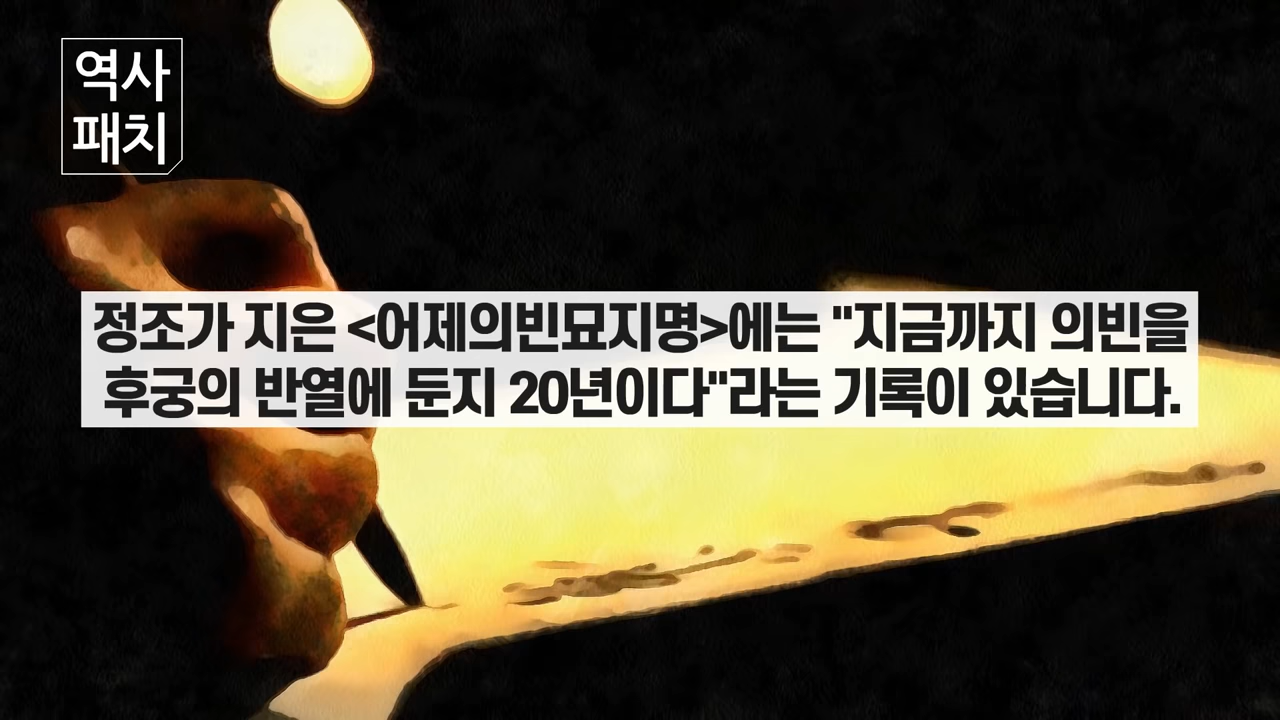 역사
패치
정조가 지은 <어제의빈묘지명>에는 "지금까지 의빈을
후궁의 반열에 둔지 20년이다"라는 기록이 있습니다.